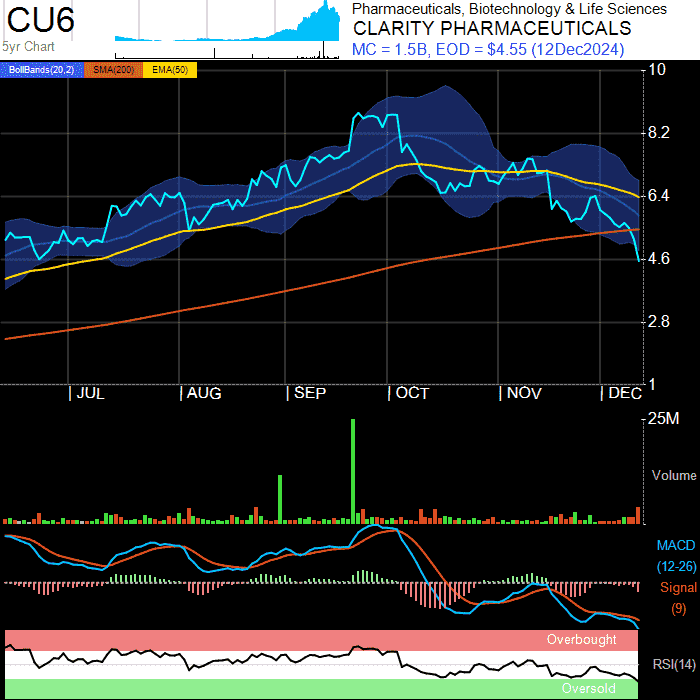 CU6
5yr Chart
Pharmaceuticals, Biotechnology & Life Sciences
CLARITY PHARMACEUTICALS
MC = 1.5B, EOD = $4.55 (12Dec2024)
BollBands(20,2) SMA(200) EMA(50)
10
8.2
6.4
4.6
2.8
1
| JUL | AUG | SEP | OCT | NOV | DEC
25M
Volume
MACD
(12-26)
Signal
(9)
Overbought
RSI(14)
Oversold